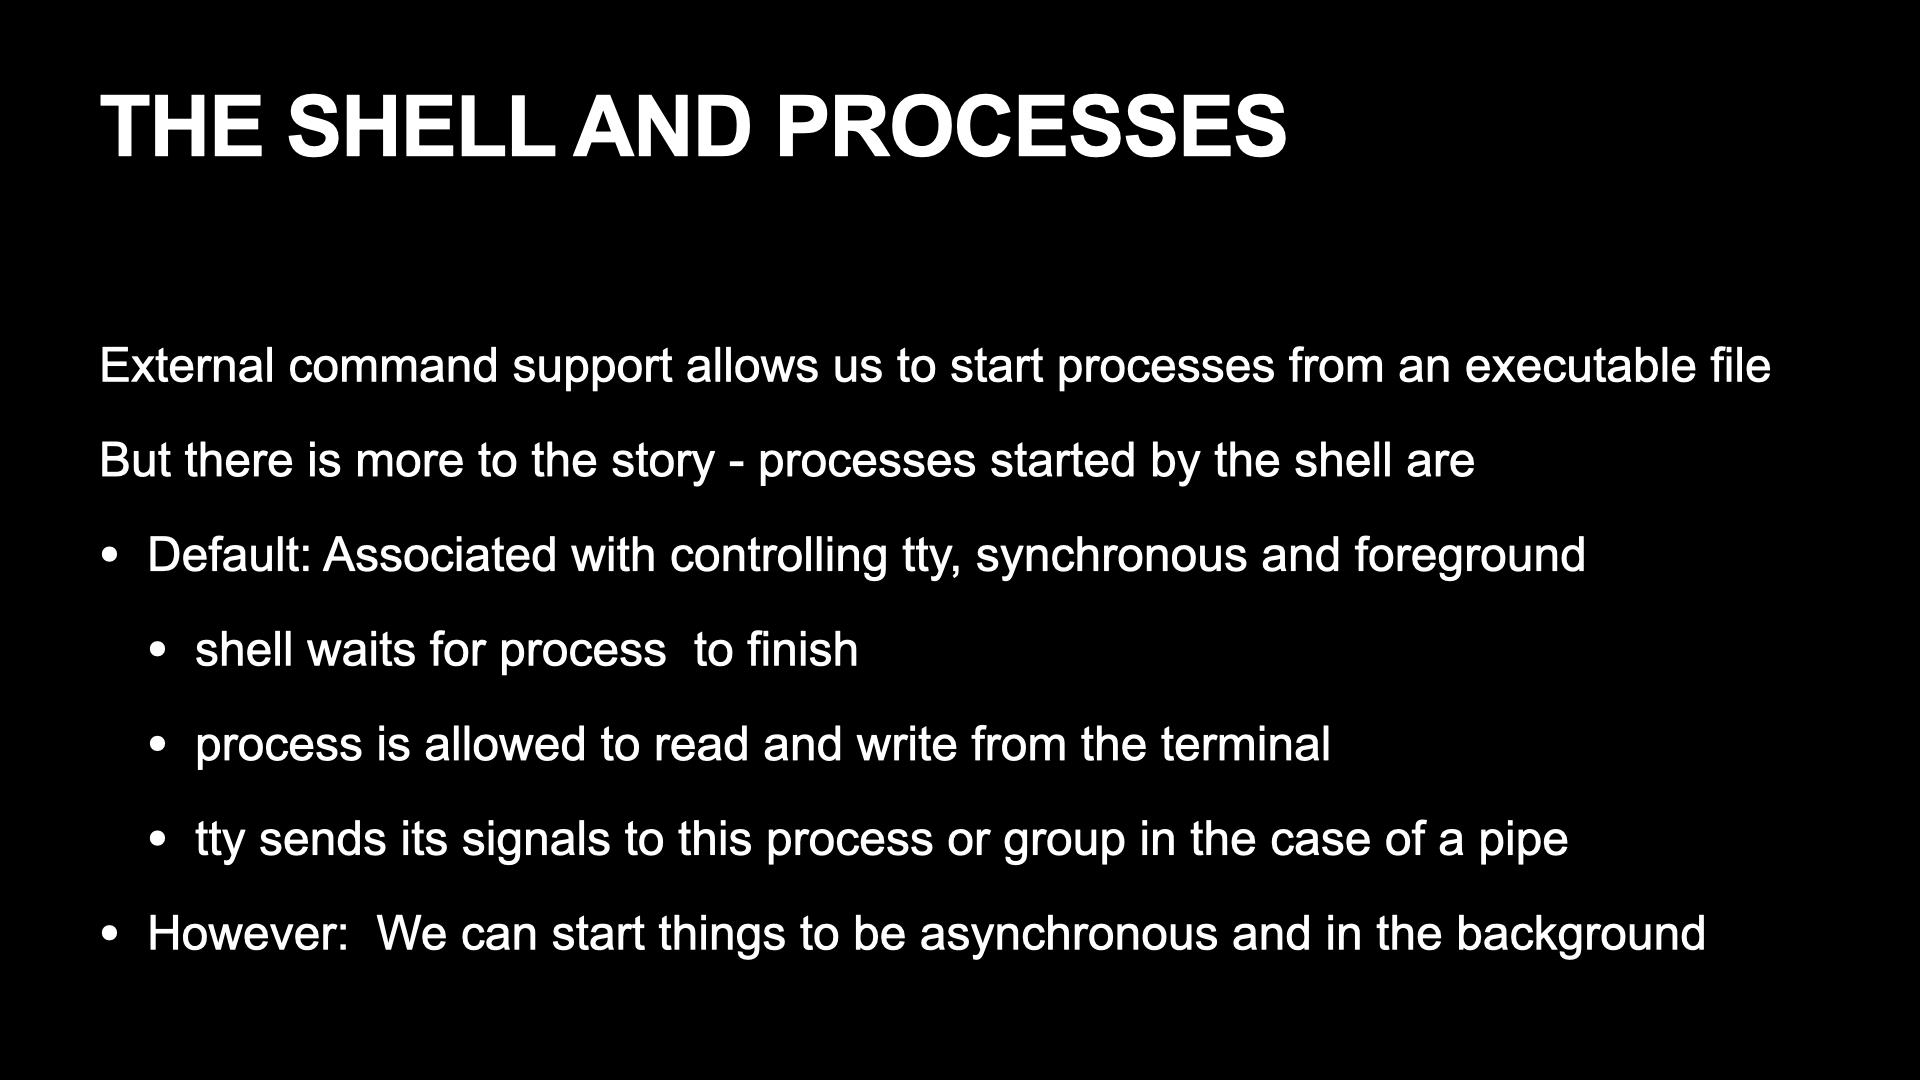 THE SHELL AND PROCESSES
External command support allows us to start processes from an executable file
But there is more to the story - processes started by the shell are
• Default: Associated with controlling tty, synchronous and foreground
• shell waits for process  to finish
• process is allowed to read and write from the terminal
• tty sends its signals to this process or group in the case of a pipe
• However:  We can start things to be asynchronous and in the background